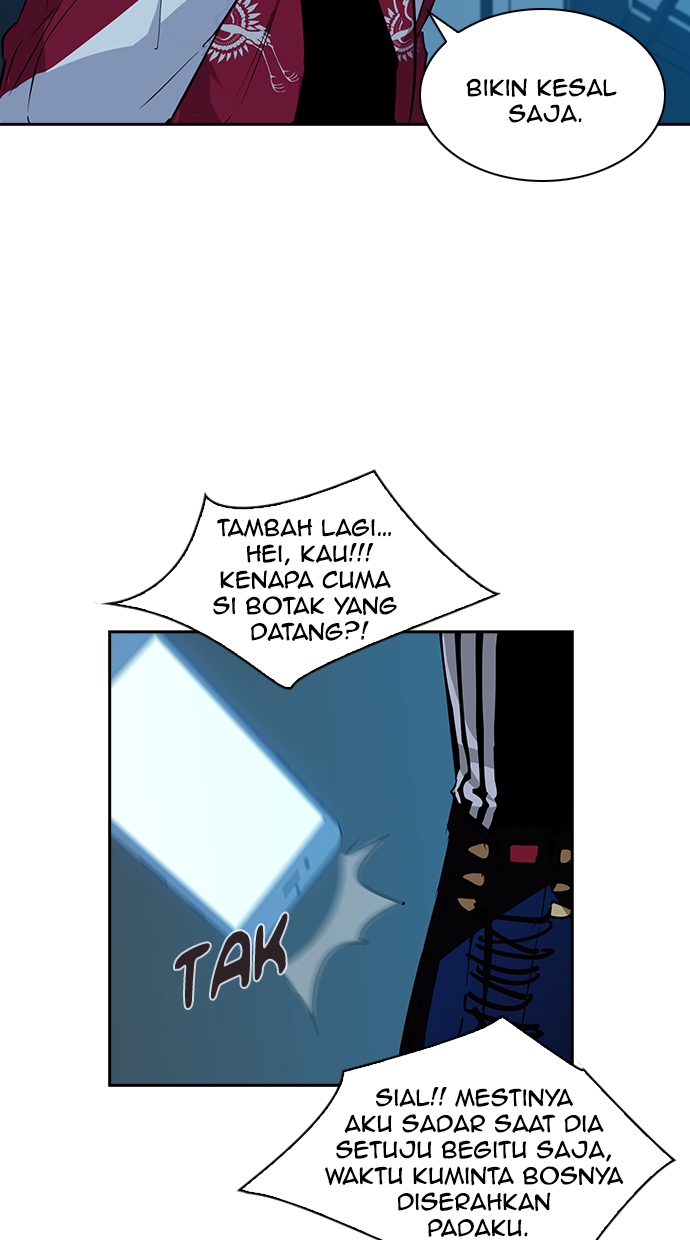 BIKIN KESAL
SAJA.
TAMBAH LAGI...
HEI, KAU!!!
KENAPA CUMA
SI BOTAK YANG
DATANG?!
TAK
SIAL!! MESTINYA
AKU SADAR SAAT DIA
SETUJU BEGITU SAJA,
WAKTU KUMINTA BOSNYA
DISERAHKAN
PADAKU.